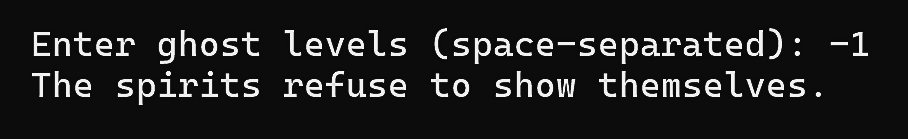 Enter ghost levels (space-separated): -1
The spirits refuse to show themselves.